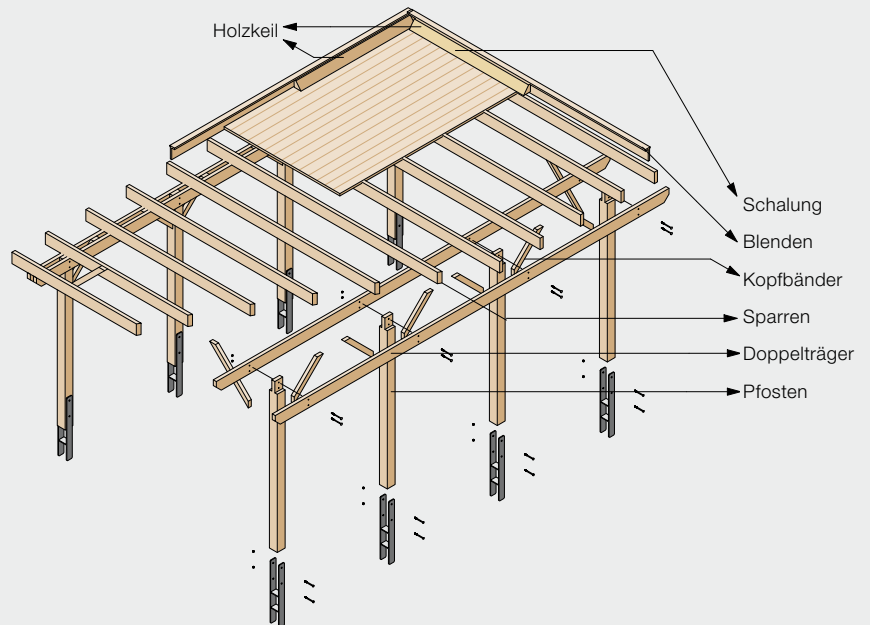 Holzkeil
Schalung
Blenden
Kopfbänder
Sparren
Doppelträger
Pfosten